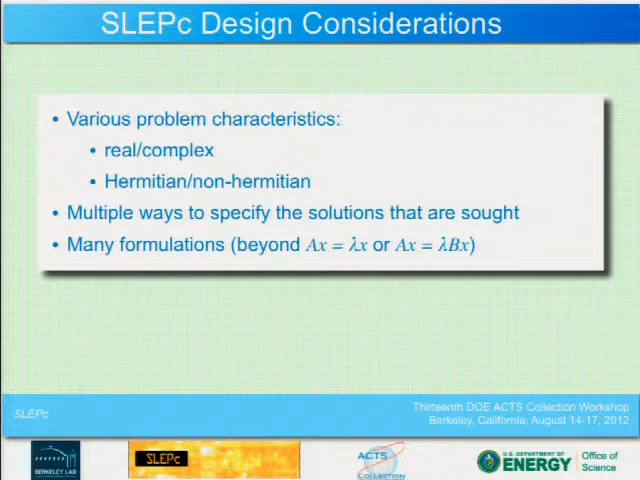 SLEPc Design Considerations
• Various problem characteristics:
• real/complex
• Hermitian/non-hermitian
• Multiple ways to specify the solutions that are sought
• Many formulations (beyond Ax = λx or Ax = λBx)
SLEPc
Thirteenth DOE ACTS Collection Workshop
Berkeley, California, August 14-17, 2012
BERKELEY LAB
SLEPc
ACTS
COLLECTION
U.S. DEPARTMENT OF
ENERGY
Office of
Science